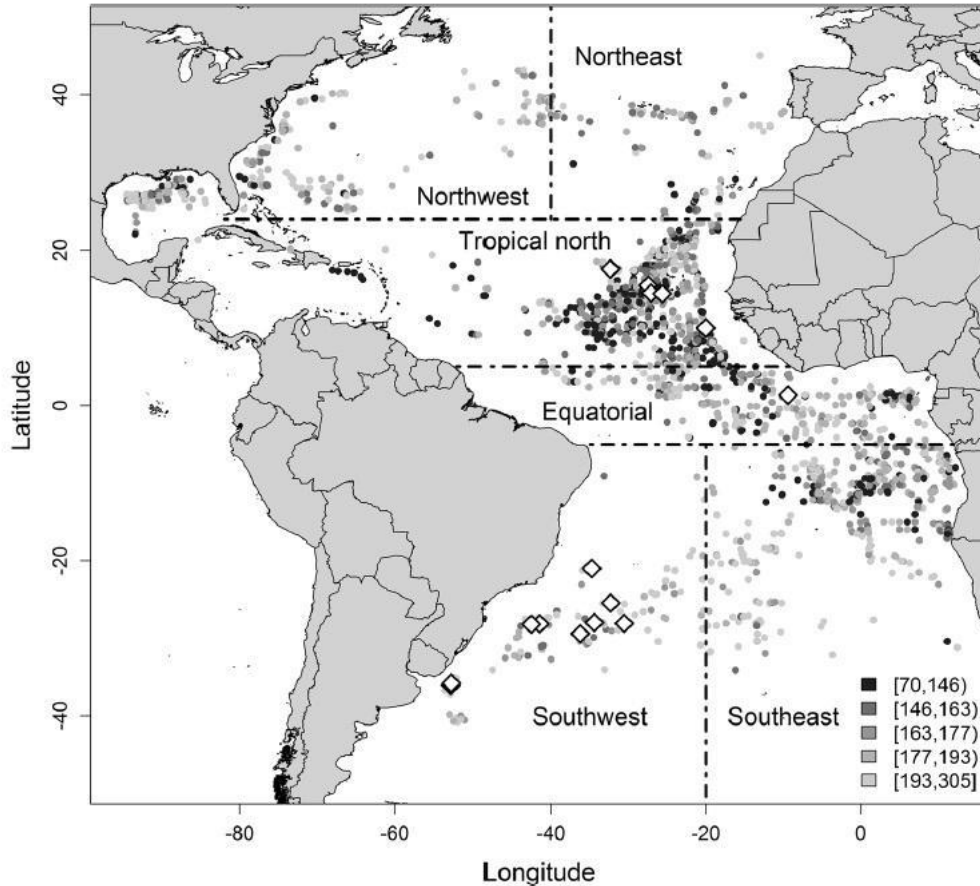 Northeast
Northwest
Tropical north
Equatorial
Southwest
Southeast
[70,146)
[146,163)
[163,177)
[177,193)
[193,305]
40
20
0
-20
-40
Latitude
-80
-60
-40
-20
0
Longitude